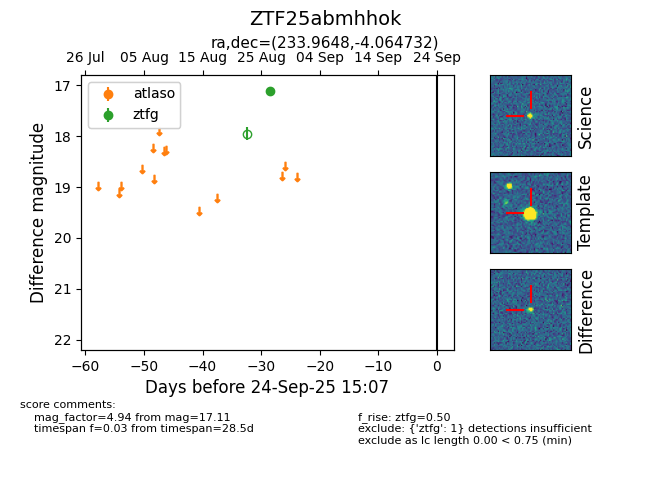 ZTF25abmhhok
ra,dec=(233.9648,-4.064732)
26 Jul 05 Aug 15 Aug 25 Aug 04 Sep 14 Sep 24 Sep
atlaso
ztfg
17
18
19
20
21
22
Difference magnitude
−60 −50 −40 −30 −20 −10 0
Days before 24-Sep-25 15:07
Science
Template
Difference
score comments:
mag_factor=4.94 from mag=17.11
timespan f=0.03 from timespan=28.5d
f_rise: ztfg=0.50
exclude: {'ztfg': 1} detections insufficient
exclude as lc length 0.00 < 0.75 (min)